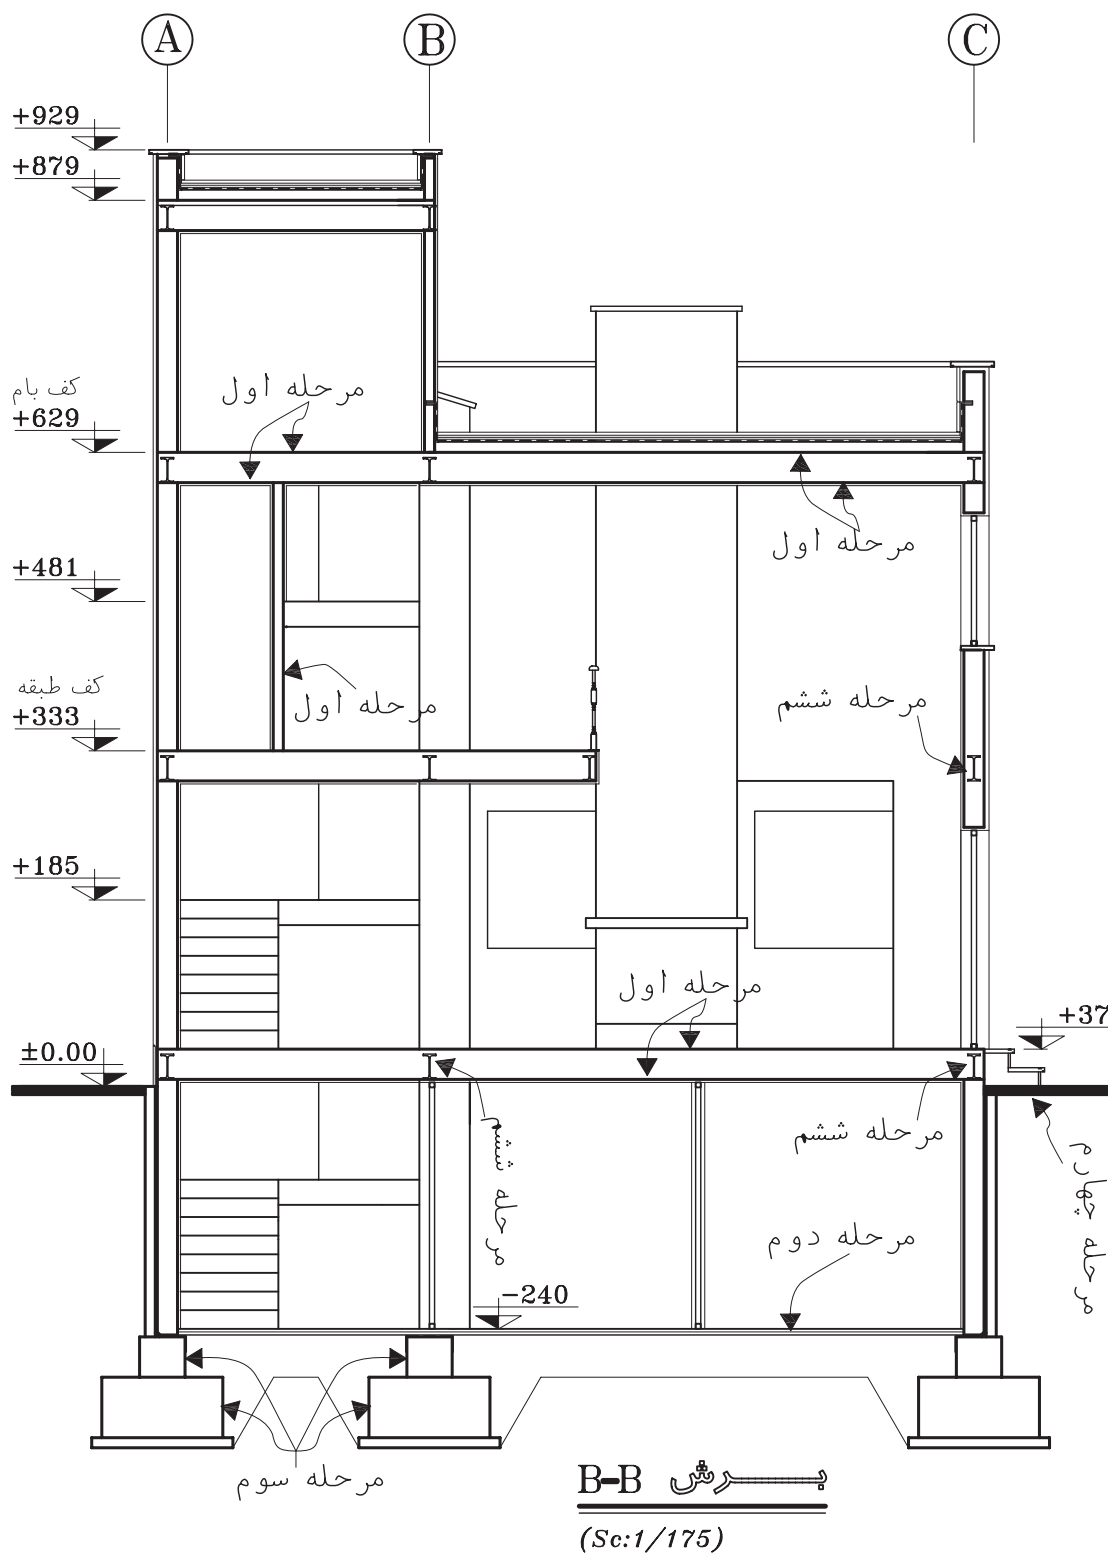 A B C
+929
+879
مرحله اول
کف بام
+629
مرحله اول
+481
کف طبقه
+333
مرحله اول
مرحله ششم
+185
مرحله اول
+37
±0.00
مرحله ششم
مرحله ششم
مرحله چهارم
مرحله دوم
-240
مرحله سوم
برش B-B
(Sc:1/175)